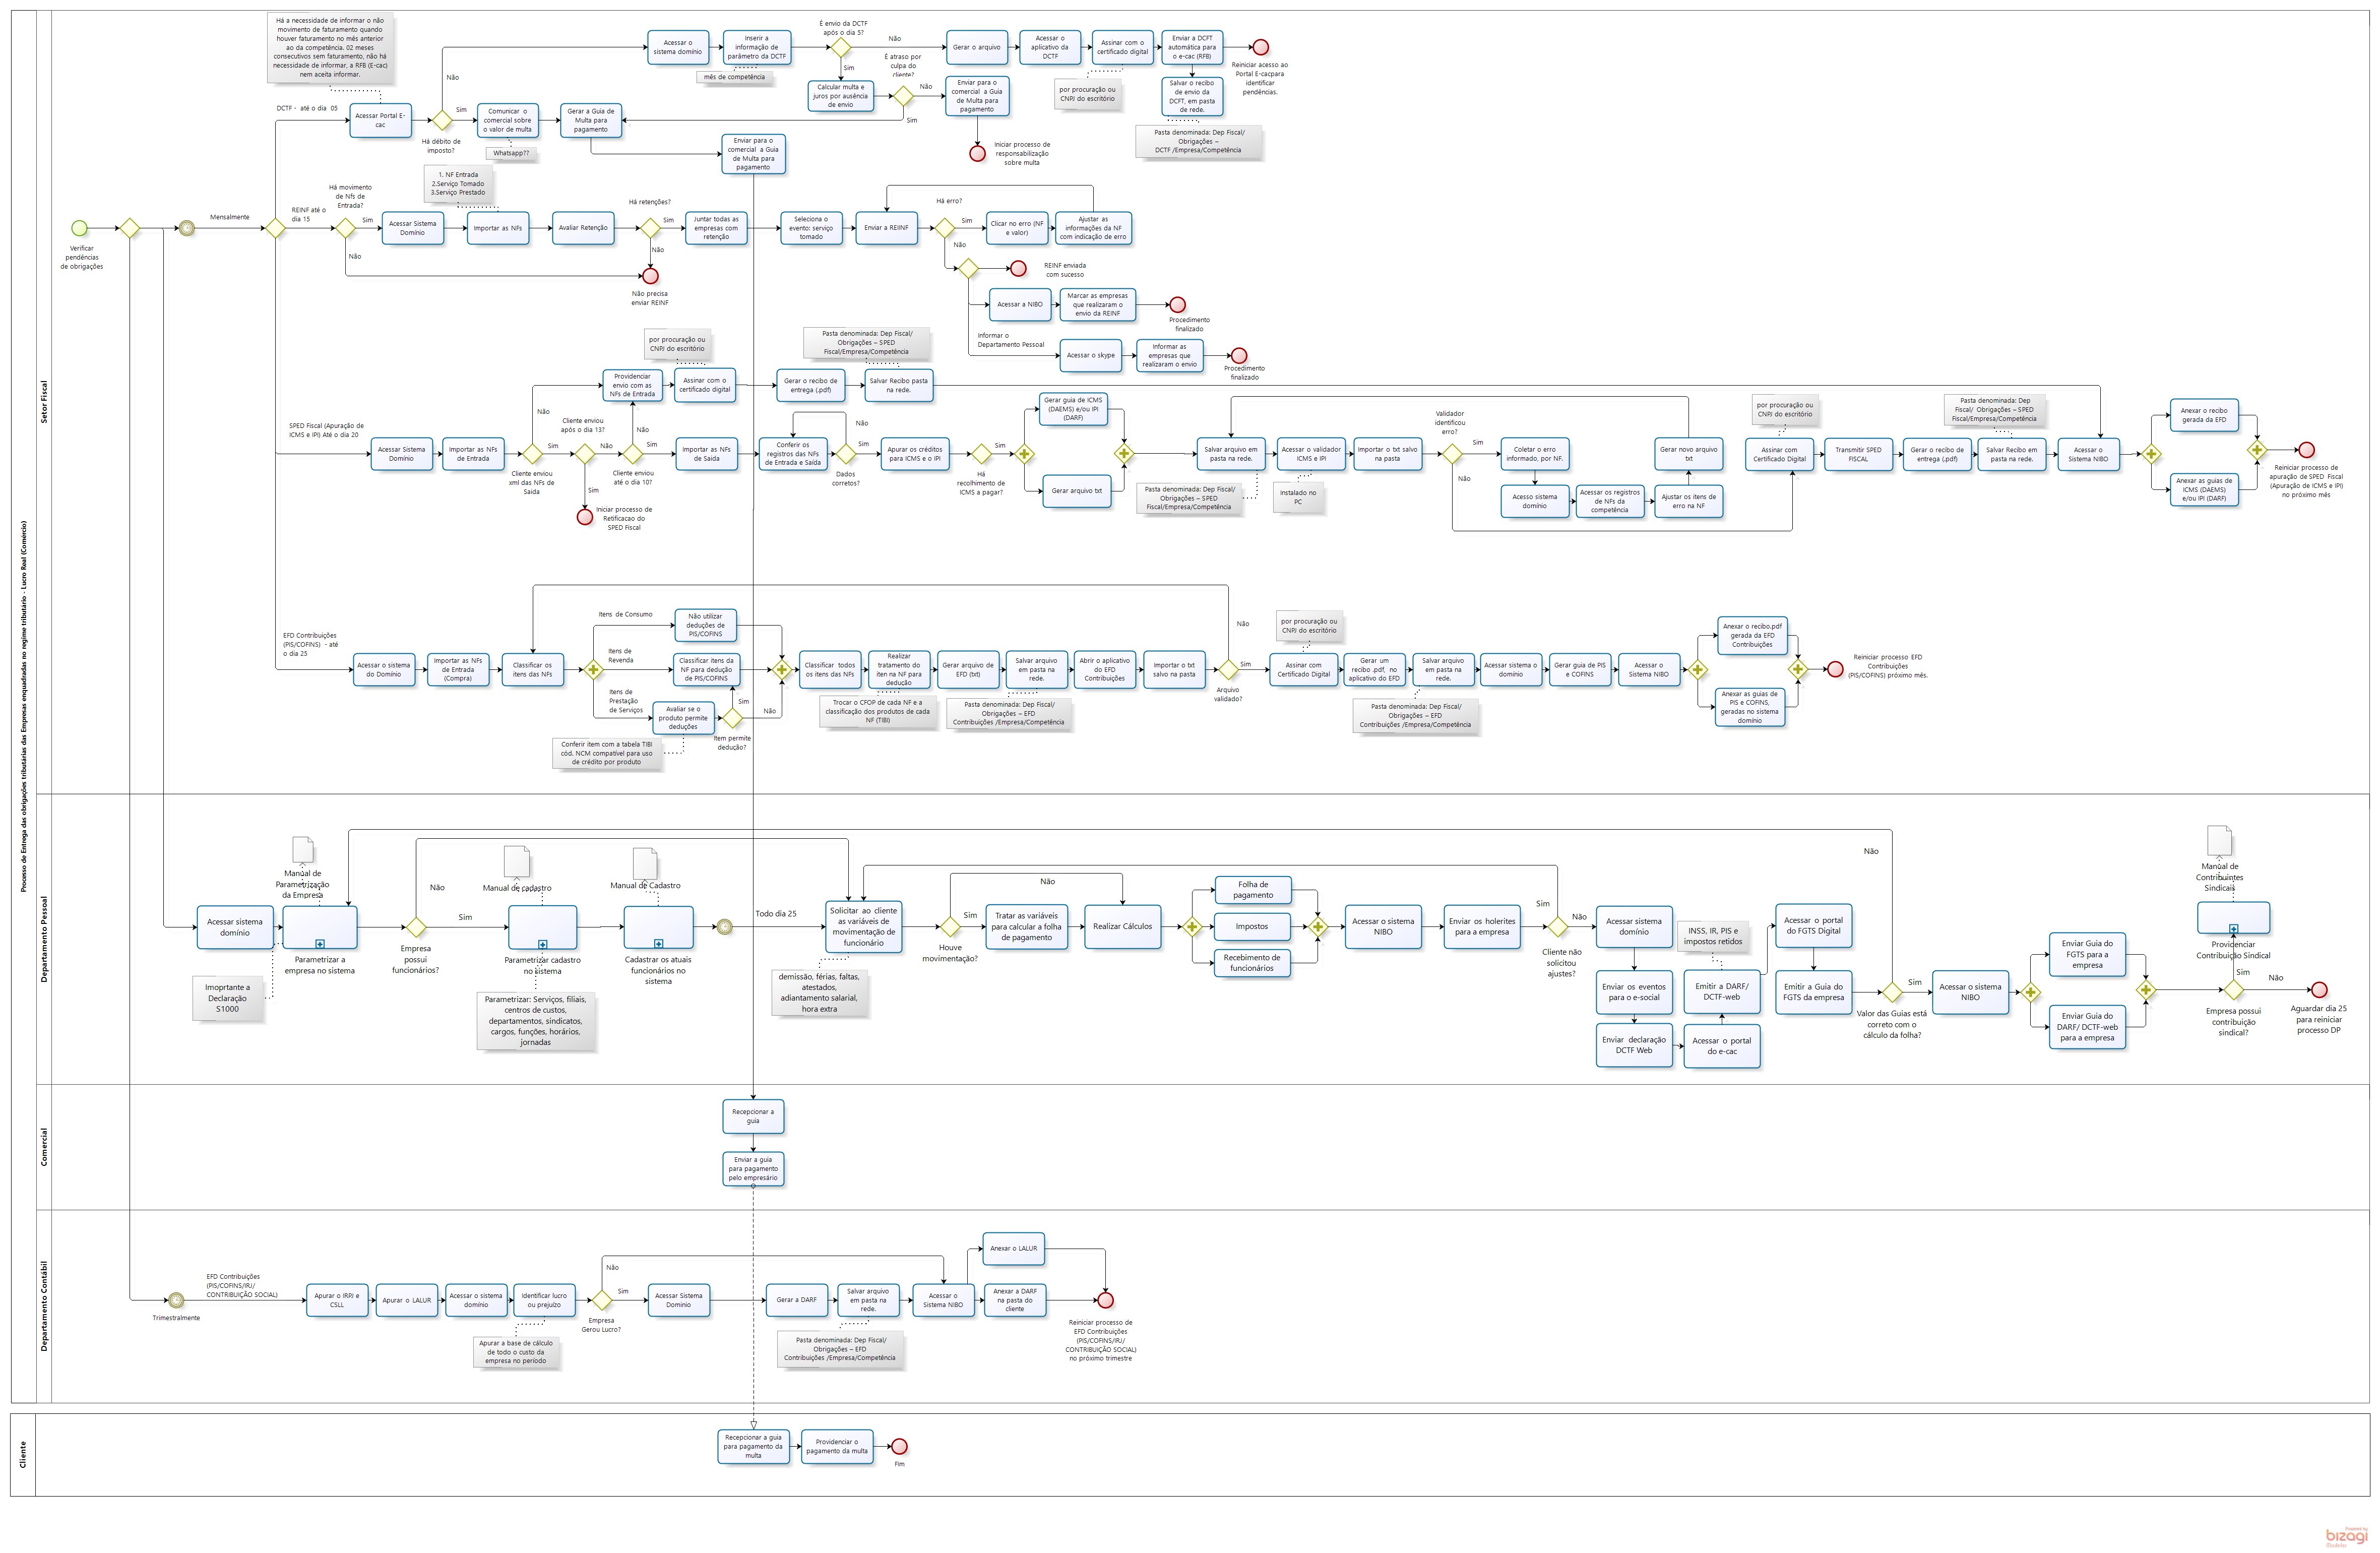 Processo de Entrega das obrigações tributárias das Empresas enquadradas no regime tributário - Lucro Real (Comércio)
Setor Fiscal
Verificar
pendências
de obrigações
Mensalmente
Há a necessidade de informar o não
movimento de faturamento quando
houver faturamento no mês anterior
ao da competência. 02 meses
consecutivos sem faturamento, não há
necessidade de informar, a RFB (E-cac)
nem aceita informar.
DCTF - até o dia 05
Acessar Portal E-
cac
Há débito de
imposto?
Não
Sim
Comunicar o
comercial sobre
o valor de multa
Whatsapp??
Gerar a Guia de
Multa para
pagamento
Enviar para o
comercial a Guia
de Multa para
pagamento
Acessar o
sistema domínio
Inserir a
informação de
parâmetro da DCTF
mês de competência
É envio da DCTF
após o dia 5?
Não
Sim
Calcular multa e
juros por ausência
de envio
É atraso por
culpa do
cliente?
Não
Sim
Enviar para o
comercial a Guia
de Multa para
pagamento
Iniciar processo de
responsabilização
sobre multa
Gerar o arquivo
Acessar o
aplicativo da
DCTF
Assinar com o
certificado digital
por procuração ou
CNPJ do escritório
Enviar a DCFT
automática para
o e-cac (RFB)
Salvar o recibo
de envio da
DCFT, em pasta
de rede.
Pasta denominada: Dep Fiscal/
Obrigações –
DCTF /Empresa/Competência
Reiniciar acesso ao
Portal E-cacpara
identificar
pendências.
REINF até o
dia 15
Há movimento
de Nfs de
Entrada?
Sim
Não
Acessar Sistema
Domínio
1. NF Entrada
2.Serviço Tomado
3.Serviço Prestado
Importar as NFs
Avaliar Retenção
Há retenções?
Sim
Não
Não precisa
enviar REINF
Juntar todas as
empresas com
retenção
Seleciona o
evento: serviço
tomado
Enviar a REIINF
Há erro?
Sim
Não
Clicar no erro (NF
e valor)
Ajustar as
informações da NF
com indicação de erro
REINF enviada
com sucesso
Acessar a NIBO
Marcar as empresas
que realizaram o
envio da REINF
Procedimento
finalizado
Informar o
Departamento Pessoal
Acessar o skype
Informar as
empresas que
realizaram o envio
Procedimento
finalizado
SPED Fiscal (Apuração de
ICMS e IPI) Até o dia 20
Acessar Sistema
Domínio
Importar as NFs
de Entrada
Cliente enviou
xml das NFs de
Saida
Não
Sim
Cliente enviou
após o dia 13?
Não
Sim
Iniciar processo de
Retificacao do
SPED Fiscal
Cliente enviou
até o dia 10?
Não
Sim
Providenciar
envio com as
NFs de Entrada
por procuração ou
CNPJ do escritório
Assinar com o
certificado digital
Gerar o recibo de
entrega (.pdf)
Pasta denominada: Dep Fiscal/
Obrigações – SPED
Fiscal/Empresa/Competência
Salvar Recibo pasta
na rede.
Importar as NFs
de Saida
Conferir os
registros das NFs
de Entrada e Saída
Não
Sim
Dados
corretos?
Apurar os créditos
para ICMS e o IPI
Há
recolhimento de
ICMS a pagar?
Sim
Gerar guia de ICMS
(DAEMS) e/ou IPI
(DARF)
Gerar arquivo txt
Salvar arquivo em
pasta na rede.
Pasta denominada: Dep Fiscal/
Obrigações – SPED
Fiscal/Empresa/Competência
Acessar o validador
ICMS e IPI
Instalado no
PC
Importar o txt salvo
na pasta
Validador
identificou
erro?
Sim
Não
Coletar o erro
informado, por NF.
Acesso sistema
domínio
Acessar os registros
de NFs da
competência
Ajustar os itens de
erro na NF
Gerar novo arquivo
txt
por procuração ou
CNPJ do escritório
Assinar com
Certificado Digital
Transmitir SPED
FISCAL
Gerar o recibo de
entrega (.pdf)
Pasta denominada: Dep
Fiscal/ Obrigações – SPED
Fiscal/Empresa/Competência
Salvar Recibo em
pasta na rede.
Acessar o
Sistema NIBO
Anexar o recibo
gerada da EFD
Anexar as guias de
ICMS (DAEMS)
e/ou IPI (DARF)
Reiniciar processo de
apuração de SPED Fiscal
(Apuração de ICMS e IPI)
no próximo mês
EFD Contribuições
(PIS/COFINS) - até
o dia 25
Acessar o sistema
do Domínio
Importar as NFs
de Entrada
(Compra)
Classificar os
itens das NFs
Itens de Consumo
Itens de
Revenda
Itens de
Prestação
de Serviços
Não utilizar
deduções de
PIS/COFINS
Classificar itens da
NF para dedução
de PIS/COFINS
Avaliar se o
produto permite
deduções
Sim
Não
Item permite
dedução?
Conferir item com a tabela TIBI
cód. NCM compatível para uso
de crédito por produto
Classificar todos
os itens das NFs
Realizar
tratamento do
iten na NF para
dedução
Trocar o CFOP de cada NF e a
classificação dos produtos de cada
NF (TIBI)
Gerar arquivo de
EFD (txt)
Salvar arquivo
em pasta na
rede.
Pasta denominada: Dep Fiscal/
Obrigações – EFD
Contribuições /Empresa/Competência
Abrir o aplicativo
do EFD
Contribuições
Importar o txt
salvo na pasta
Não
Sim
Arquivo
validado?
por procuração ou
CNPJ do escritório
Assinar com
Certificado Digital
Gerar um
recibo .pdf, no
aplicativo do EFD
Salvar arquivo
em pasta na
rede.
Pasta denominada: Dep Fiscal/
Obrigações – EFD
Contribuições /Empresa/Competência
Acessar sistema o
domínio
Gerar guia de PIS
e COFINS
Acessar o
Sistema NIBO
Anexar o recibo.pdf
gerada da EFD
Contribuições
Anexar as guias de
PIS e COFINS,
geradas no sistema
domínio
Reiniciar processo EFD
Contribuições
(PIS/COFINS) próximo mês.
Departamento Pessoal
Acessar sistema
domínio
Imoprtante a
Declaração
S1000
Manual de
Parametrização
da Empresa
Parametrizar a
empresa no sistema
Não
Sim
Empresa
possui
funcionários?
Manual de cadastro
Parametrizar cadastro
no sistema
Parametrizar: Serviços, filiais,
centros de custos,
departamentos, sindicatos,
cargos, funções, horários,
jornadas
Manual de Cadastro
Cadastrar os atuais
funcionários no
sistema
Todo dia 25
Solicitar ao cliente
as variáveis de
movimentação de
funcionário
demissão, férias, faltas,
atestados,
adiantamento salarial,
hora extra
Não
Sim
Houve
movimentação?
Tratar as variáveis
para calcular a folha
de pagamento
Realizar Cálculos
Folha de
pagamento
Impostos
Recebimento de
funcionários
Acessar o sistema
NIBO
Enviar os holerites
para a empresa
Sim
Não
Cliente não
solicitou
ajustes?
Acessar sistema
domínio
Enviar os eventos
para o e-social
Enviar declaração
DCTF Web
Acessar o portal
do e-cac
Emitir a DARF/
DCTF-web
INSS, IR, PIS e
impostos retidos
Acessar o portal
do FGTS Digital
Emitir a Guia do
FGTS da empresa
Não
Sim
Valor das Guias está
correto com o
cálculo da folha?
Acessar o sistema
NIBO
Enviar Guia do
FGTS para a
empresa
Enviar Guia do
DARF/ DCTF-web
para a empresa
Manual de
Contribuintes
Sindicais
Providenciar
Contribuição Sindical
Sim
Não
Empresa possui
contribuição
sindical?
Aguardar dia 25
para reiniciar
processo DP
Comercial
Recepcionar a
guia
Enviar a guia
para pagamento
pelo empresário
Departamento Contábil
Trimestralmente
EFD Contribuições
(PIS/COFINS/IRJ/
CONTRIBUIÇÃO SOCIAL)
Apurar o IRPJ e
CSLL
Apurar o LALUR
Acessar o sistema
domínio
Identificar lucro
ou prejuízo
Apurar a base de cálculo
de todo o custo da
empresa no período
Não
Sim
Empresa
Gerou Lucro?
Acessar Sistema
Domínio
Gerar a DARF
Salvar arquivo
em pasta na
rede.
Pasta denominada: Dep Fiscal/
Obrigações – EFD
Contribuições /Empresa/Competência
Acessar o
Sistema NIBO
Anexar o LALUR
Anexar a DARF
na pasta do
cliente
Reiniciar processo de
EFD Contribuições
(PIS/COFINS/IRJ/
CONTRIBUIÇÃO SOCIAL)
no próximo trimestre
Cliente
Recepcionar a guia
para pagamento da
multa
Providenciar o
pagamento da multa
Fim
Powered by
bizagi
Modeler